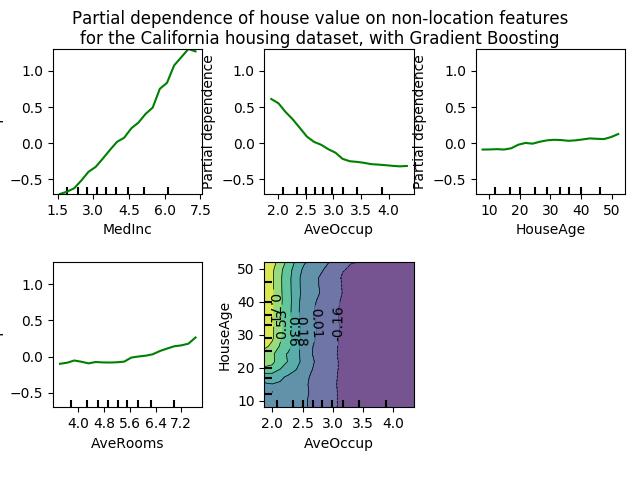 Partial dependence of house value on non-location features
for the California housing dataset, with Gradient Boosting
1.0
0.5
0.0
−0.5
1.5 3.0 4.5 6.0 7.5
MedInc
Partial dependence
1.0
0.5
0.0
−0.5
2.0 2.5 3.0 3.5 4.0
AveOccup
Partial dependence
1.0
0.5
0.0
−0.5
10 20 30 40 50
HouseAge
1.0
0.5
0.0
−0.5
4.0 4.8 5.6 6.4 7.2
AveRooms
HouseAge
50
40
30
20
10
0.36
0.18
0.01
-0.16
2.0 2.5 3.0 3.5 4.0
AveOccup